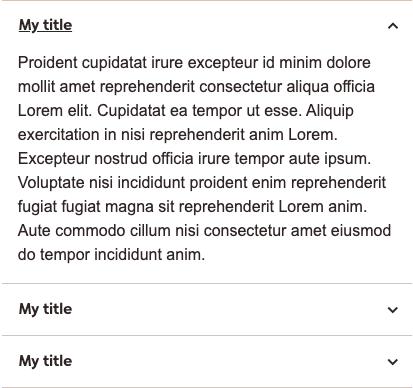 My title
Proident cupidatat irure excepteur id minim dolore
mollit amet reprehenderit consectetur aliqua officia
Lorem elit. Cupidatat ea tempor ut esse. Aliquip
exercitation in nisi reprehenderit anim Lorem.
Excepteur nostrud officia irure tempor aute ipsum.
Voluptate nisi incididunt proident enim reprehenderit
fugiat fugiat magna sit reprehenderit Lorem anim.
Aute commodo cillum nisi consectetur amet eiusmod
do tempor incididunt anim.
My title
My title